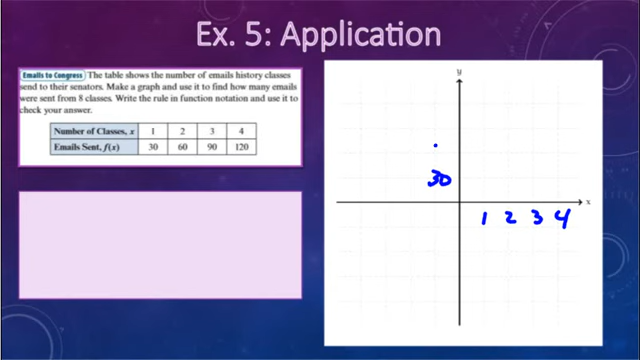 Ex. 5: Application
Emails to Congress The table shows the number of emails history classes
send to their senators. Make a graph and use it to find how many emails
were sent from 8 classes. Write the rule in function notation and use it to
check your answer.
Number of Classes, x 1 2 3 4
Emails Sent, f(x) 30 60 90 120
y
30
x
1 2 3 4